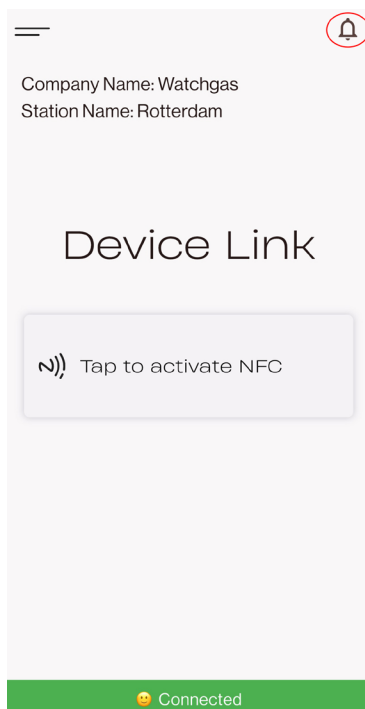 Company Name: Watchgas
Station Name: Rotterdam
Device Link
Tap to activate NFC
🙂 Connected